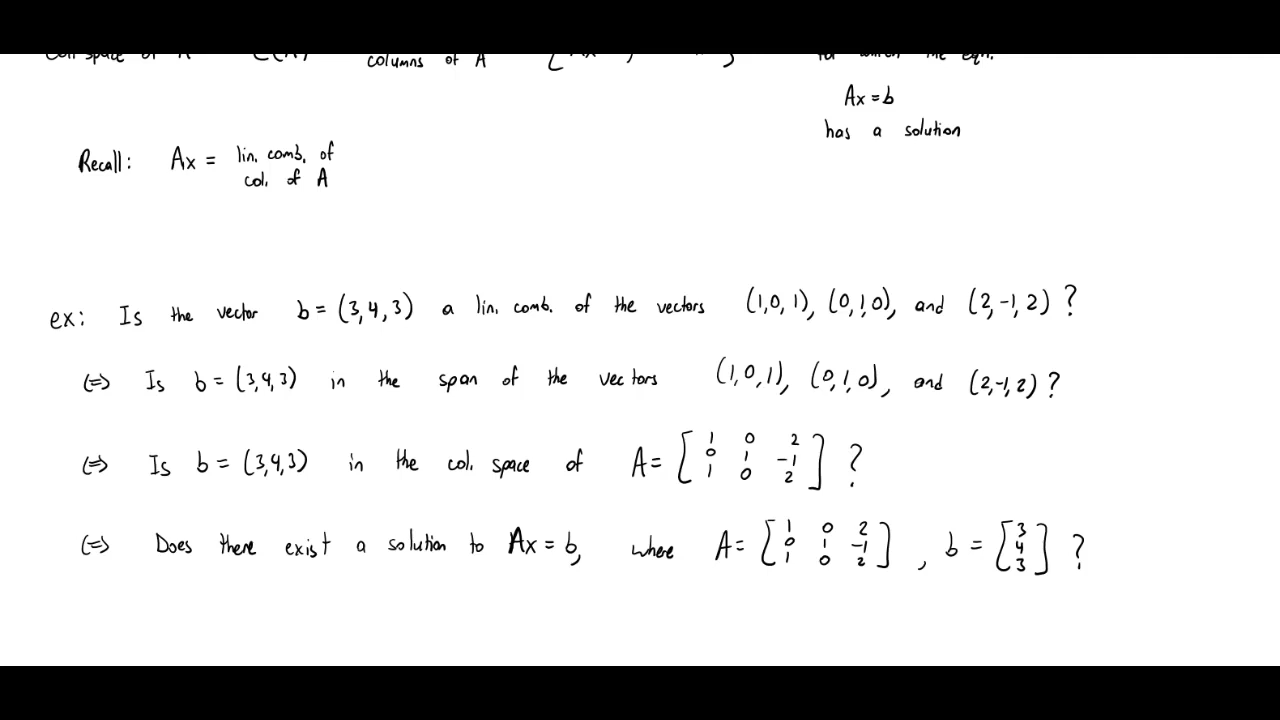 columns of A
Ax = b
has a solution
Recall: Ax = lin. comb. of
col. of A
ex: Is the vector b = (3,4,3) a lin. comb. of the vectors (1,0,1), (0,1,0), and (2,-1,2)?
⇔ Is b = (3,4,3) in the span of the vectors (1,0,1), (0,1,0), and (2,-1,2)?
⇔ Is b = (3,4,3) in the col. space of A = [1 0 2; 0 1 -1; 1 0 2]?
⇔ Does there exist a solution to Ax = b, where A = [1 0 2; 0 1 -1; 1 0 2], b = [3; 4; 3]?